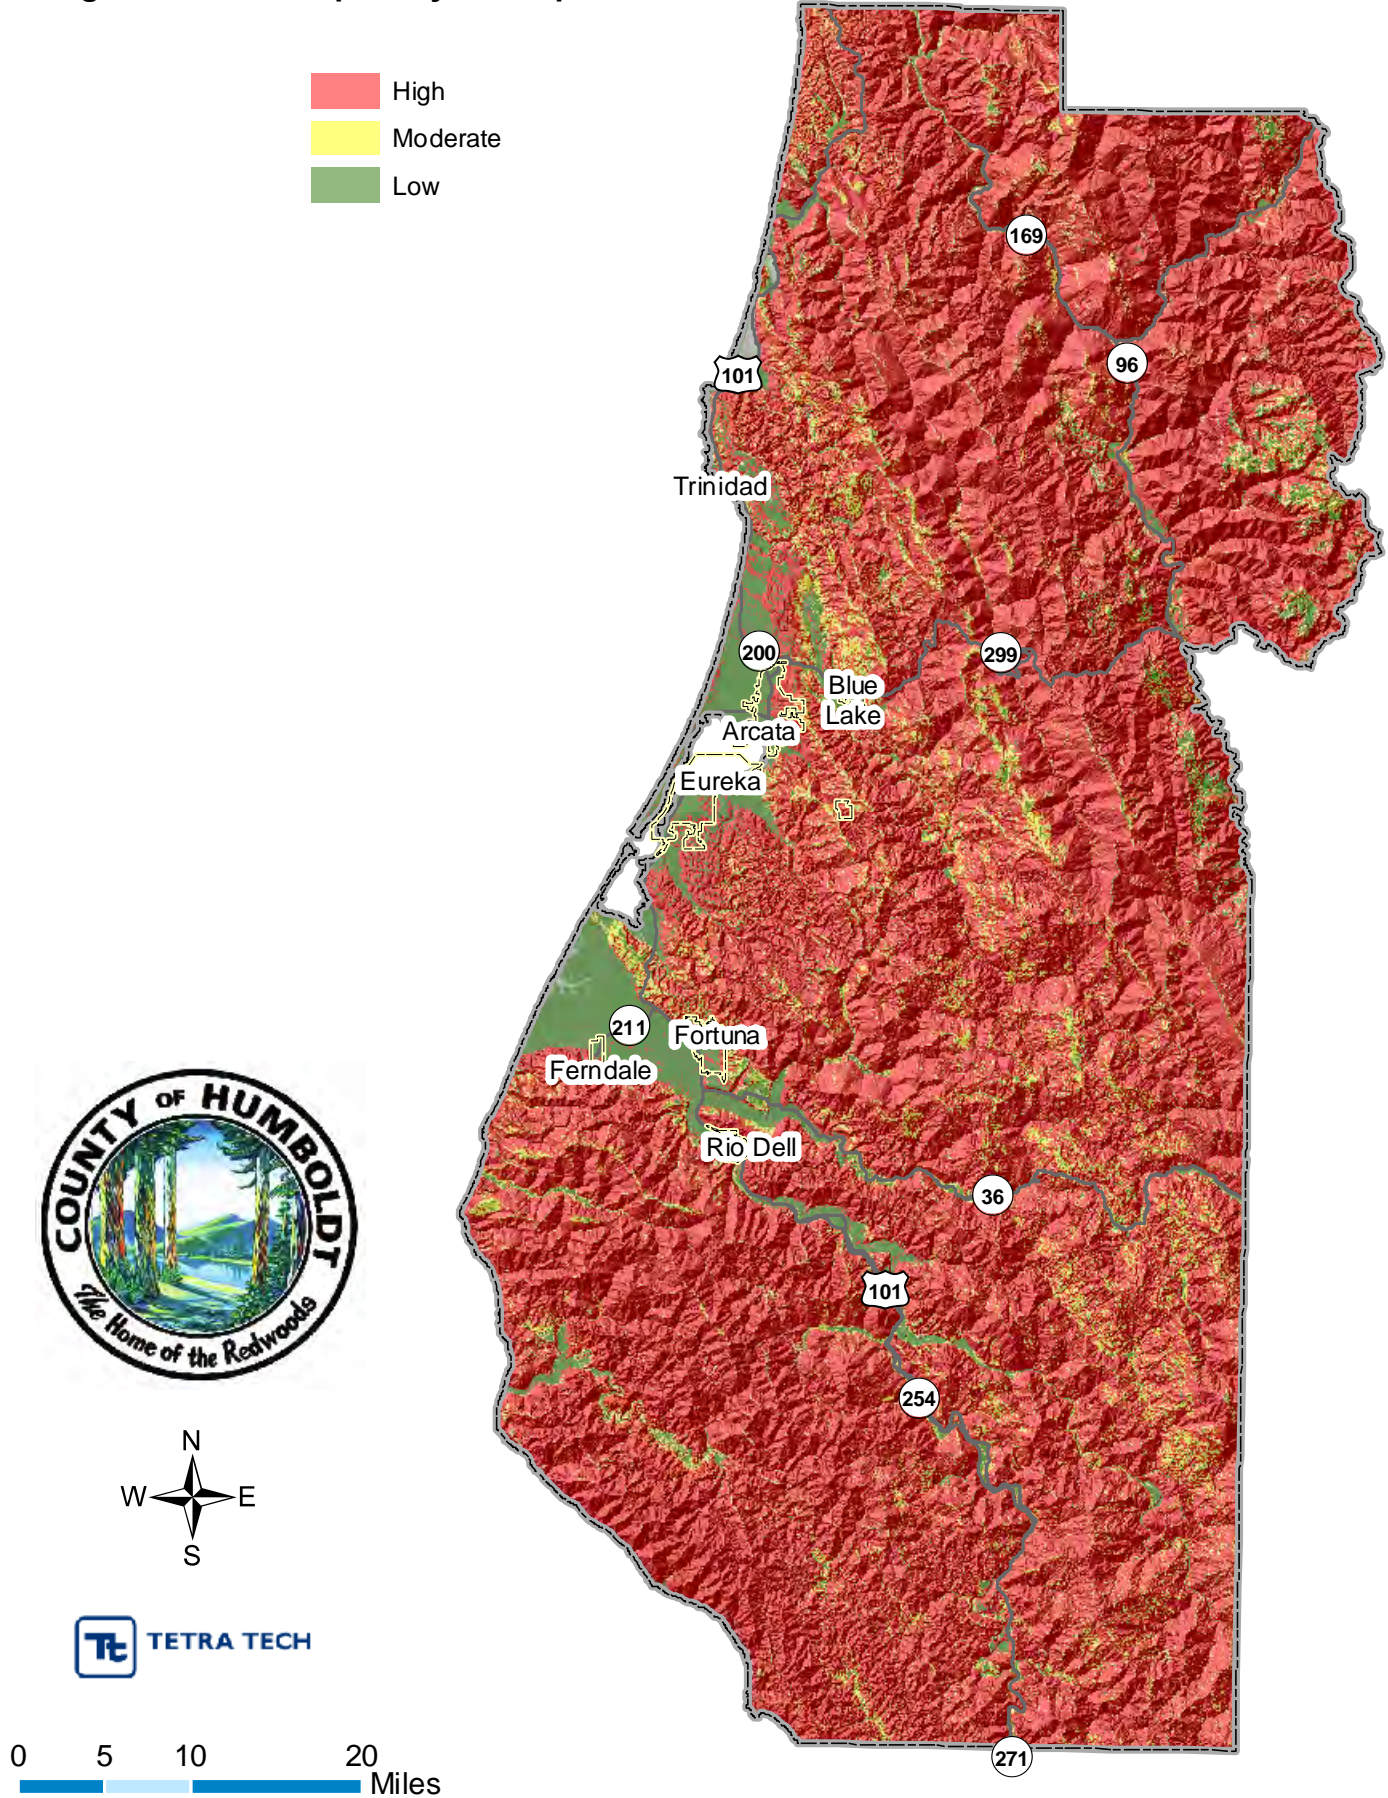 High
Moderate
Low
169
96
101
Trinidad
200
299
Blue
Lake
Arcata
Eureka
211
Fortuna
Ferndale
Rio Dell
36
101
254
271
COUNTY OF HUMBOLDT
The Home of the Redwoods
N
W E
S
Tt TETRA TECH
0 5 10 20
Miles